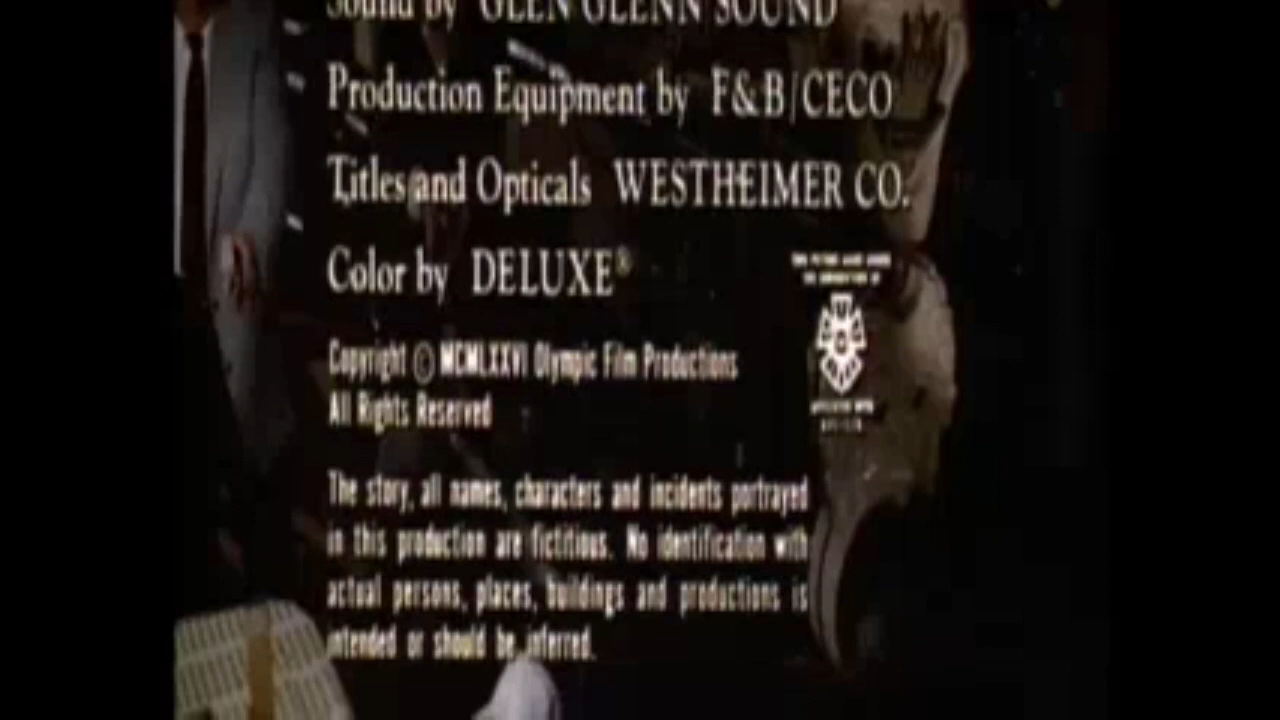 Sound by GLEN GLENN SOUND
Production Equipment by F&B/CECO
Titles and Opticals WESTHEIMER CO.
Color by DELUXE®
Copyright © MCMLXXVI Olympic Film Productions
All Rights Reserved
The story, all names, characters and incidents portrayed
in this production are fictitious. No identification with
actual persons, places, buildings and productions is
intended or should be inferred.